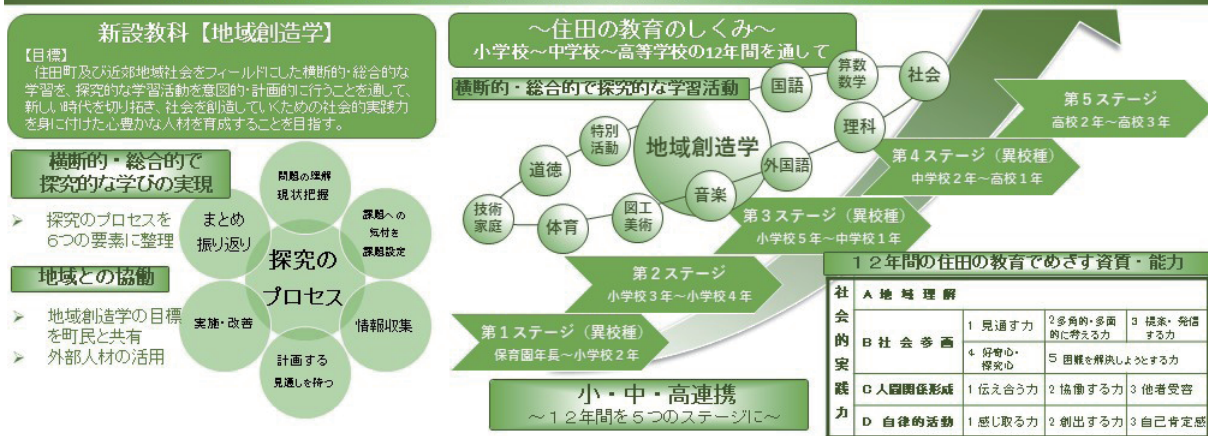 新設教科【地域創造学】
【目標】
住田町及び近郊地域社会をフィールドにした横断的・総合的な
学習を、探究的な学習活動を意図的・計画的に行うことを通して、
新しい時代を切り拓き、社会を創造していくための社会的実践力
を身に付けた心豊かな人材を育成することを目指す。
横断的・総合的で
探究的な学びの実現
➢ 探究のプロセスを
6つの要素に整理
地域との協働
➢ 地域創造学の目標
を町民と共有
➢ 外部人材の活用
問題の理解
現状把握
課題への
気付き
課題設定
情報収集
計画する
見通しを持つ
実施・改善
まとめ
振り返り
探究の
プロセス
～住田の教育のしくみ～
小学校～中学校～高等学校の12年間を通して
横断的・総合的で探究的な学習活動
地域創造学
国語
算数
数学
社会
理科
外国語
音楽
図工
美術
体育
技術
家庭
道徳
特別
活動
第１ステージ（異校種）
保育園年長～小学校２年
第２ステージ
小学校３年～小学校４年
第３ステージ（異校種）
小学校５年～中学校１年
第４ステージ（異校種）
中学校２年～高校１年
第５ステージ
高校２年～高校３年
小・中・高連携
～１２年間を５つのステージに～
１２年間の住田の教育でめざす資質・能力
社会的実践力
A 地域理解
B 社会参画
1 見通す力
2 多角的・多面
的に考える力
3 提案・発信
する力
4 好奇心・
探究心
5 困難を解決しようとする力
C 人間関係形成
1 伝え合う力
2 協働する力
3 他者受容
D 自律的活動
1 感じ取る力
2 創出する力
3 自己肯定感